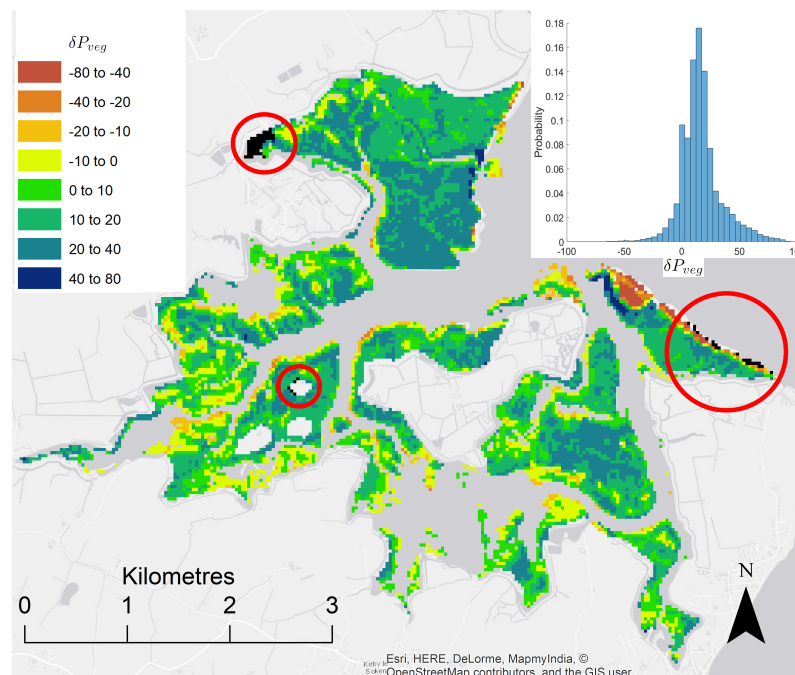 δP_veg
-80 to -40
-40 to -20
-20 to -10
-10 to 0
0 to 10
10 to 20
20 to 40
40 to 80
0.18
0.16
0.14
0.12
0.1
0.08
0.06
0.04
0.02
0
Probability
-100 -50 0 50 10
δP_veg
Kilometres
0 1 2 3
N
Kirby
Esri, HERE, DeLorme, MapmyIndia, ©
OpenStreetMap contributors, and the GIS user